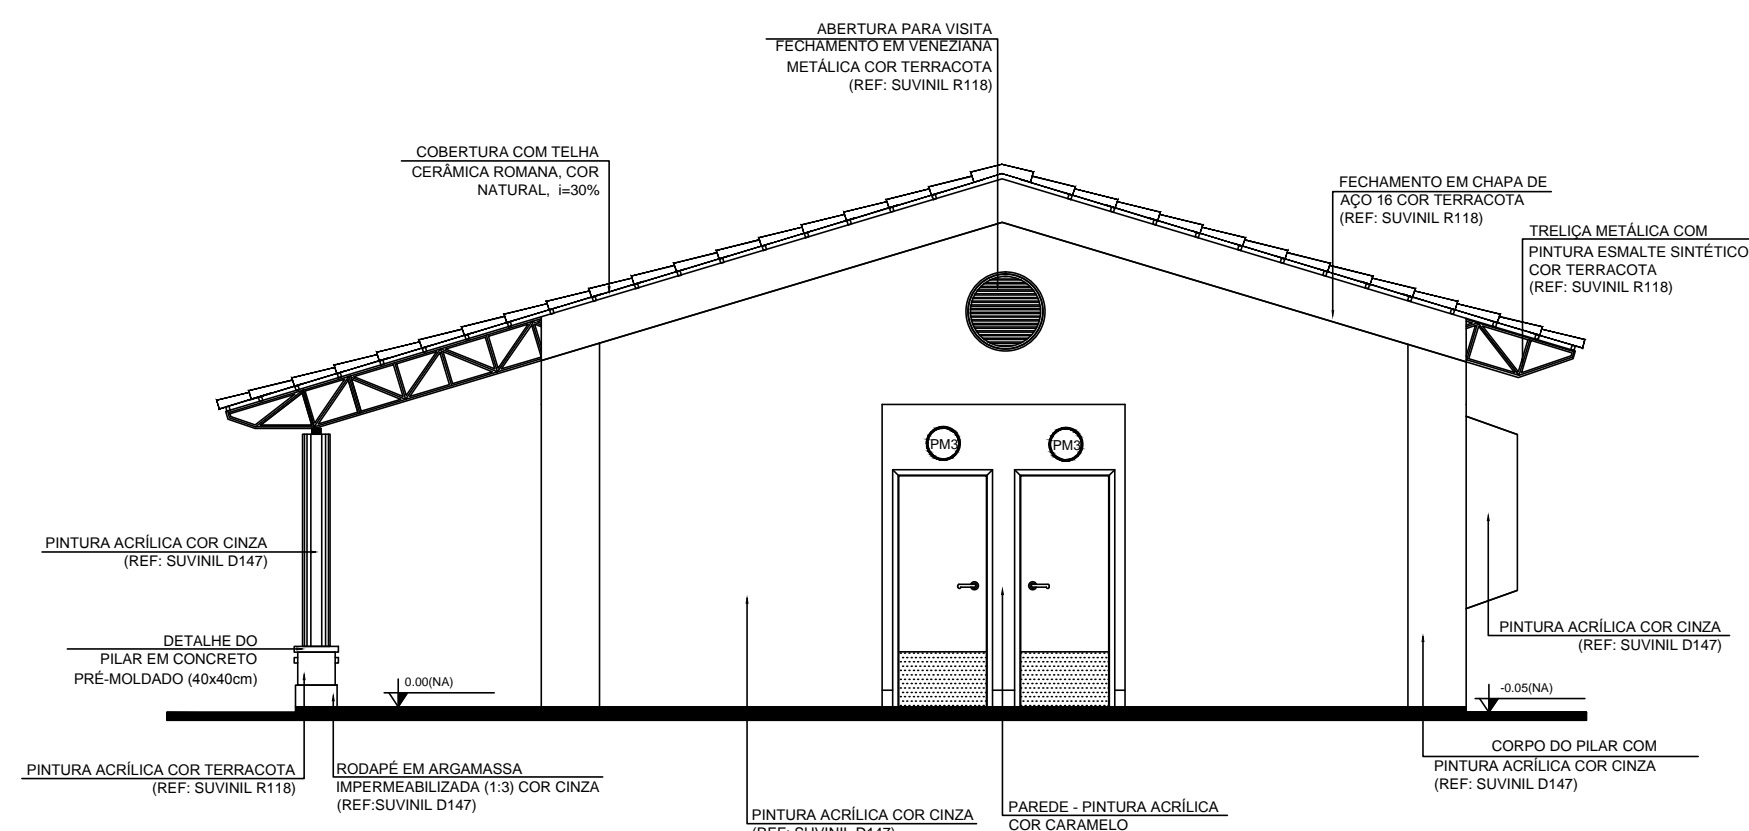 ABERTURA PARA VISITA
FECHAMENTO EM VENEZIANA
METÁLICA COR TERRACOTA
(REF: SUVINIL R118)
COBERTURA COM TELHA
CERÂMICA ROMANA, COR
NATURAL, i=30%
FECHAMENTO EM CHAPA DE
AÇO 16 COR TERRACOTA
(REF: SUVINIL R118)
TRELIÇA METÁLICA COM
PINTURA ESMALTE SINTÉTICO
COR TERRACOTA
(REF: SUVINIL R118)
PM3
PM3
PINTURA ACRÍLICA COR CINZA
(REF: SUVINIL D147)
DETALHE DO
PILAR EM CONCRETO
PRÉ-MOLDADO (40x40cm)
PINTURA ACRÍLICA COR CINZA
(REF: SUVINIL D147)
0.00(NA)
-0.05(NA)
PINTURA ACRÍLICA COR TERRACOTA
(REF: SUVINIL R118)
RODAPÉ EM ARGAMASSA
IMPERMEABILIZADA (1:3) COR CINZA
(REF:SUVINIL D147)
CORPO DO PILAR COM
PINTURA ACRÍLICA COR CINZA
(REF: SUVINIL D147)
PINTURA ACRÍLICA COR CINZA
(REF: SUVINIL D147)
PAREDE - PINTURA ACRÍLICA
COR CARAMELO